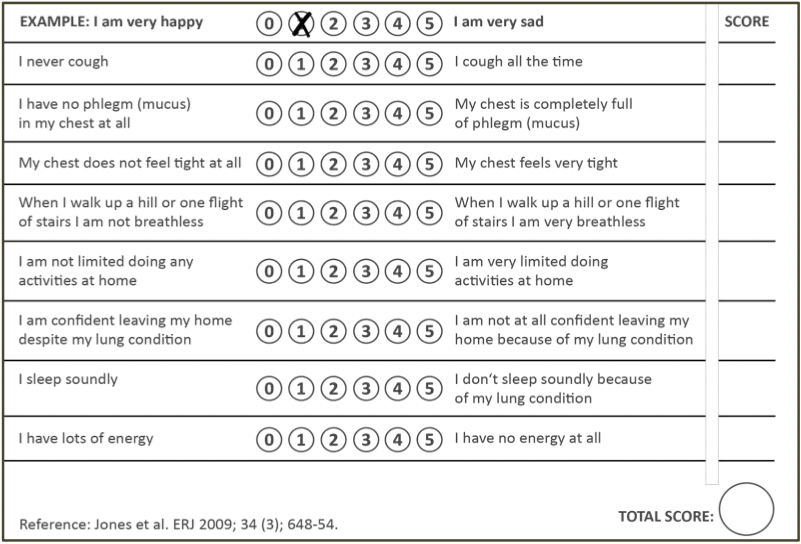 EXAMPLE: I am very happy 0 X 2 3 4 5 I am very sad SCORE
I never cough 0 1 2 3 4 5 I cough all the time
I have no phlegm (mucus)
in my chest at all
0 1 2 3 4 5
My chest is completely full
of phlegm (mucus)
My chest does not feel tight at all 0 1 2 3 4 5 My chest feels very tight
When I walk up a hill or one flight
of stairs I am not breathless
0 1 2 3 4 5
When I walk up a hill or one flight
of stairs I am very breathless
I am not limited doing any
activities at home
0 1 2 3 4 5
I am very limited doing
activities at home
I am confident leaving my home
despite my lung condition
0 1 2 3 4 5
I am not at all confident leaving my
home because of my lung condition
I sleep soundly
0 1 2 3 4 5
I don't sleep soundly because
of my lung condition
I have lots of energy 0 1 2 3 4 5 I have no energy at all
TOTAL SCORE:
Reference: Jones et al. ERJ 2009; 34 (3); 648-54.